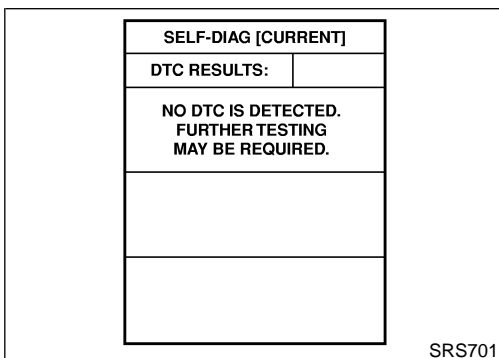 SELF-DIAG [CURRENT]
DTC RESULTS:
NO DTC IS DETECTED.
FURTHER TESTING
MAY BE REQUIRED.
SRS701